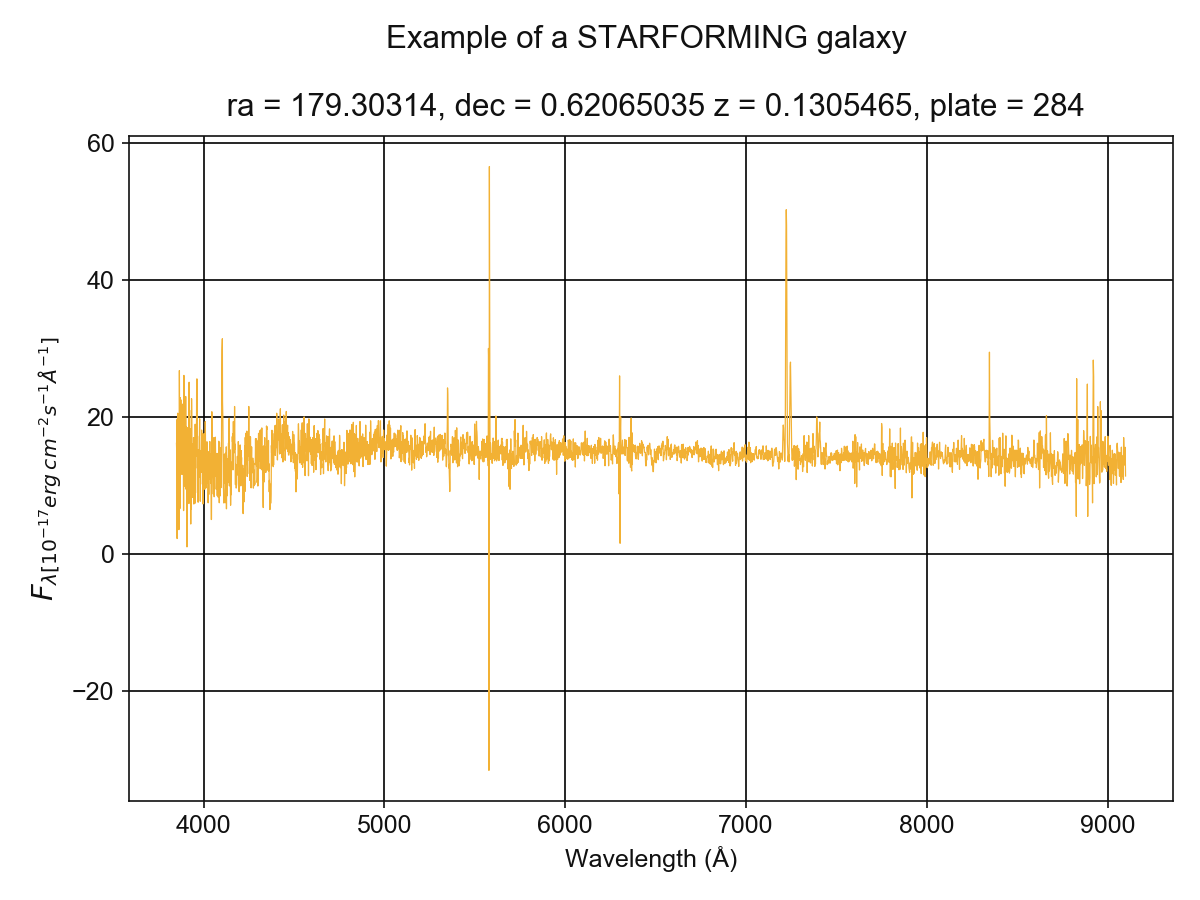 Example of a STARFORMING galaxy
ra = 179.30314, dec = 0.62065035 z = 0.1305465, plate = 284
60
40
20
0
−20
F_λ[10^{−17} erg cm^{−2} s^{−1} Å^{−1}]
4000 5000 6000 7000 8000 9000
Wavelength (Å)